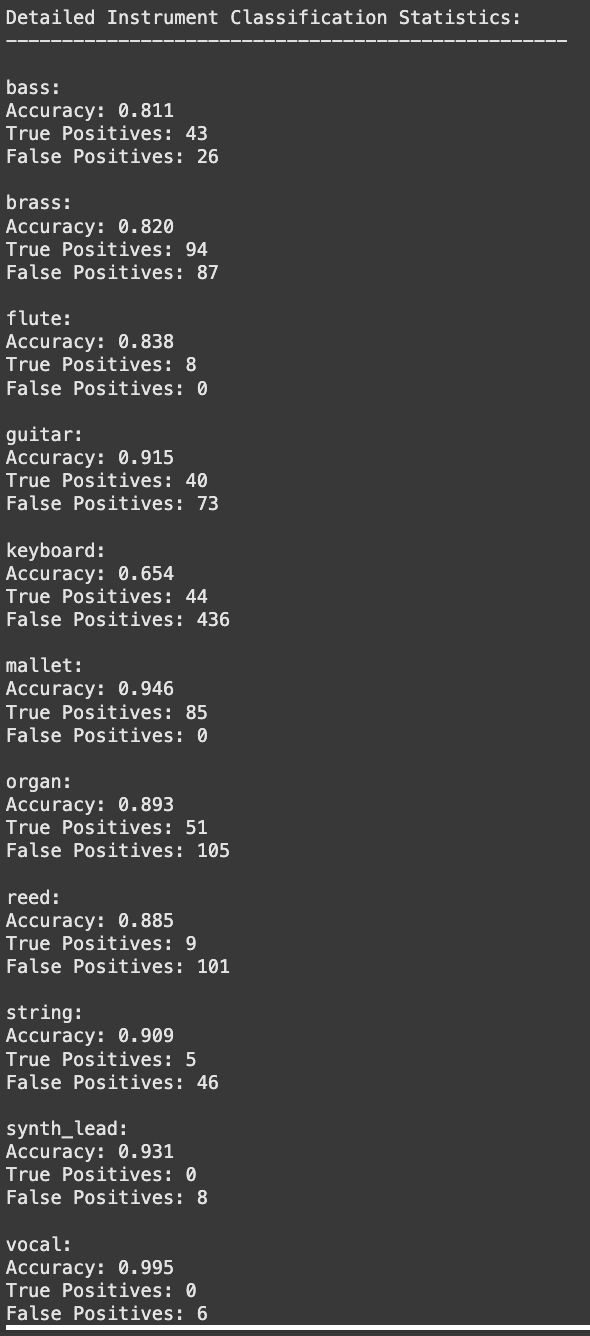 Detailed Instrument Classification Statistics:
--------------------------------------------------
bass:
Accuracy: 0.811
True Positives: 43
False Positives: 26
brass:
Accuracy: 0.820
True Positives: 94
False Positives: 87
flute:
Accuracy: 0.838
True Positives: 8
False Positives: 0
guitar:
Accuracy: 0.915
True Positives: 40
False Positives: 73
keyboard:
Accuracy: 0.654
True Positives: 44
False Positives: 436
mallet:
Accuracy: 0.946
True Positives: 85
False Positives: 0
organ:
Accuracy: 0.893
True Positives: 51
False Positives: 105
reed:
Accuracy: 0.885
True Positives: 9
False Positives: 101
string:
Accuracy: 0.909
True Positives: 5
False Positives: 46
synth_lead:
Accuracy: 0.931
True Positives: 0
False Positives: 8
vocal:
Accuracy: 0.995
True Positives: 0
False Positives: 6